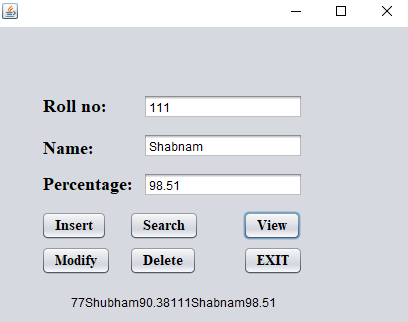 Roll no: 111
Name: Shabnam
Percentage: 98.51
Insert Search View
Modify Delete EXIT
77Shubham90.38111Shabnam98.51